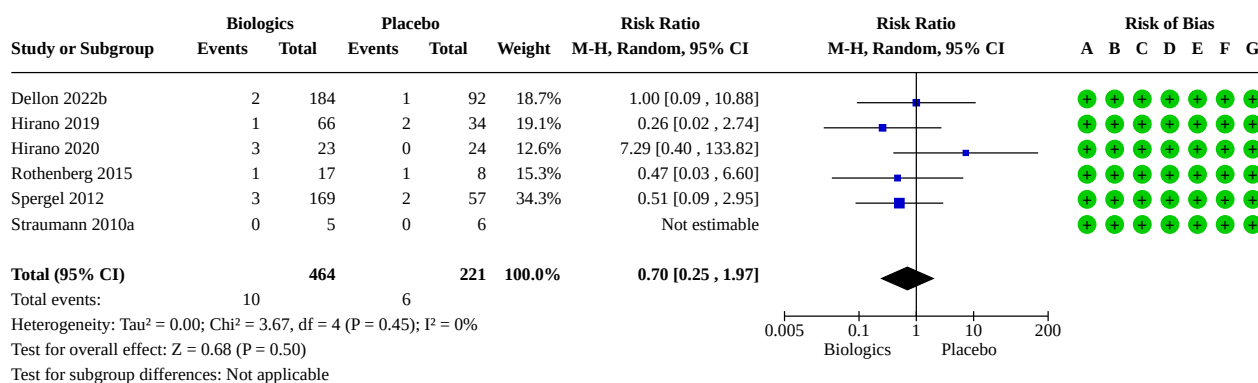 Biologics Placebo Risk Ratio Risk Ratio Risk of Bias
Study or Subgroup Events Total Events Total Weight M-H, Random, 95% CI M-H, Random, 95% CI A B C D E F G
Dellon 2022b 2 184 1 92 18.7% 1.00 [0.09 , 10.88] + + + + + + +
Hirano 2019 1 66 2 34 19.1% 0.26 [0.02 , 2.74] + + + + + + +
Hirano 2020 3 23 0 24 12.6% 7.29 [0.40 , 133.82] + + + + + + +
Rothenberg 2015 1 17 1 8 15.3% 0.47 [0.03 , 6.60] + + + + + + +
Spergel 2012 3 169 2 57 34.3% 0.51 [0.09 , 2.95] + + + + + + +
Straumann 2010a 0 5 0 6 Not estimable + + + + + + +
Total (95% CI) 464 221 100.0% 0.70 [0.25 , 1.97]
Total events: 10 6
Heterogeneity: Tau² = 0.00; Chi² = 3.67, df = 4 (P = 0.45); I² = 0%
Test for overall effect: Z = 0.68 (P = 0.50)
Test for subgroup differences: Not applicable
0.005 0.1 1 10 200
Biologics Placebo